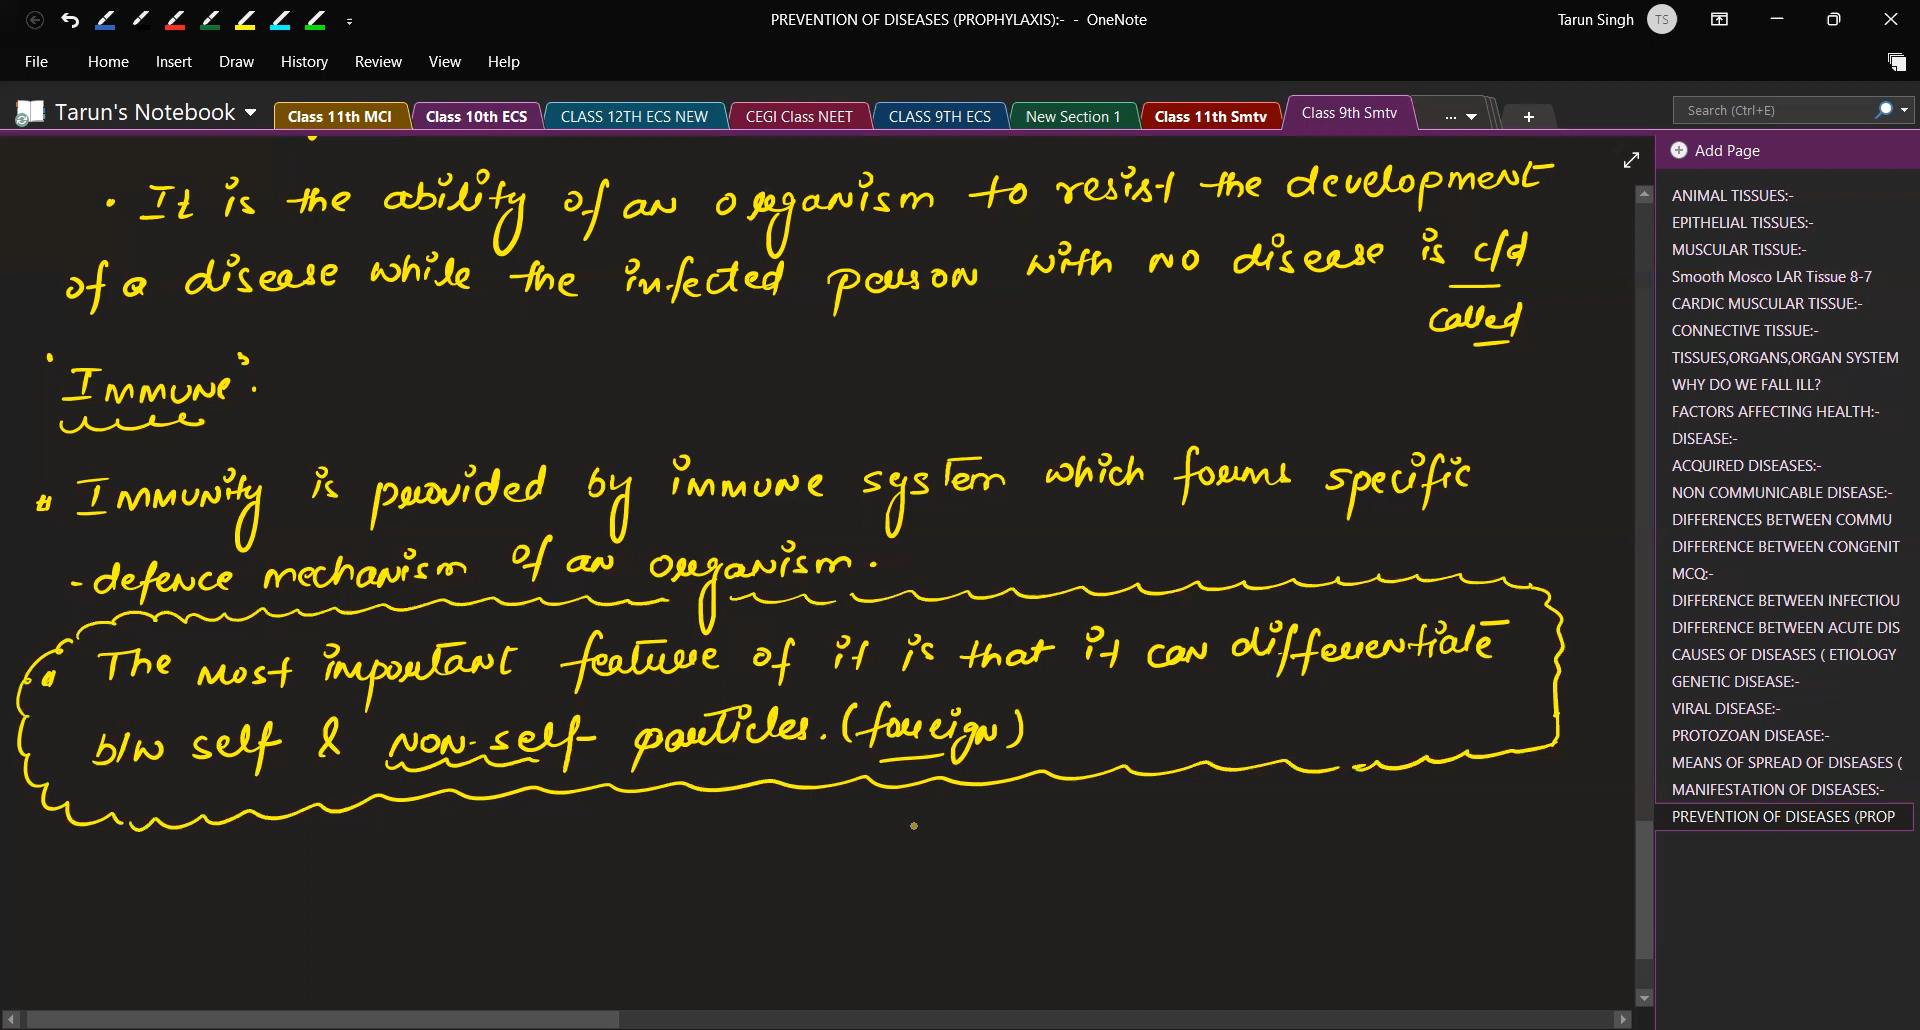 PREVENTION OF DISEASES (PROPHYLAXIS):- - OneNote
Tarun Singh TS
File Home Insert Draw History Review View Help
Tarun's Notebook
Class 11th MCI Class 10th ECS CLASS 12TH ECS NEW CEGI Class NEET CLASS 9TH ECS New Section 1 Class 11th Smtv Class 9th Smtv ... +
Search (Ctrl+E)
• It is the ability of an organism to resist the development
of a disease while the infected person with no disease is c/d
called
'Immune'.
Immunity is provided by immune system which forms specific
- defence mechanism of an organism.
The most important feature of it is that it can differentiate
b/w self & non-self particles. (foreign)
Add Page
ANIMAL TISSUES:-
EPITHELIAL TISSUES:-
MUSCULAR TISSUE:-
Smooth Mosco LAR Tissue 8-7
CARDIC MUSCULAR TISSUE:-
CONNECTIVE TISSUE:-
TISSUES,ORGANS,ORGAN SYSTEM
WHY DO WE FALL ILL?
FACTORS AFFECTING HEALTH:-
DISEASE:-
ACQUIRED DISEASES:-
NON COMMUNICABLE DISEASE:-
DIFFERENCES BETWEEN COMMU
DIFFERENCE BETWEEN CONGENIT
MCQ:-
DIFFERENCE BETWEEN INFECTIOU
DIFFERENCE BETWEEN ACUTE DIS
CAUSES OF DISEASES ( ETIOLOGY
GENETIC DISEASE:-
VIRAL DISEASE:-
PROTOZOAN DISEASE:-
MEANS OF SPREAD OF DISEASES (
MANIFESTATION OF DISEASES:-
PREVENTION OF DISEASES (PROP